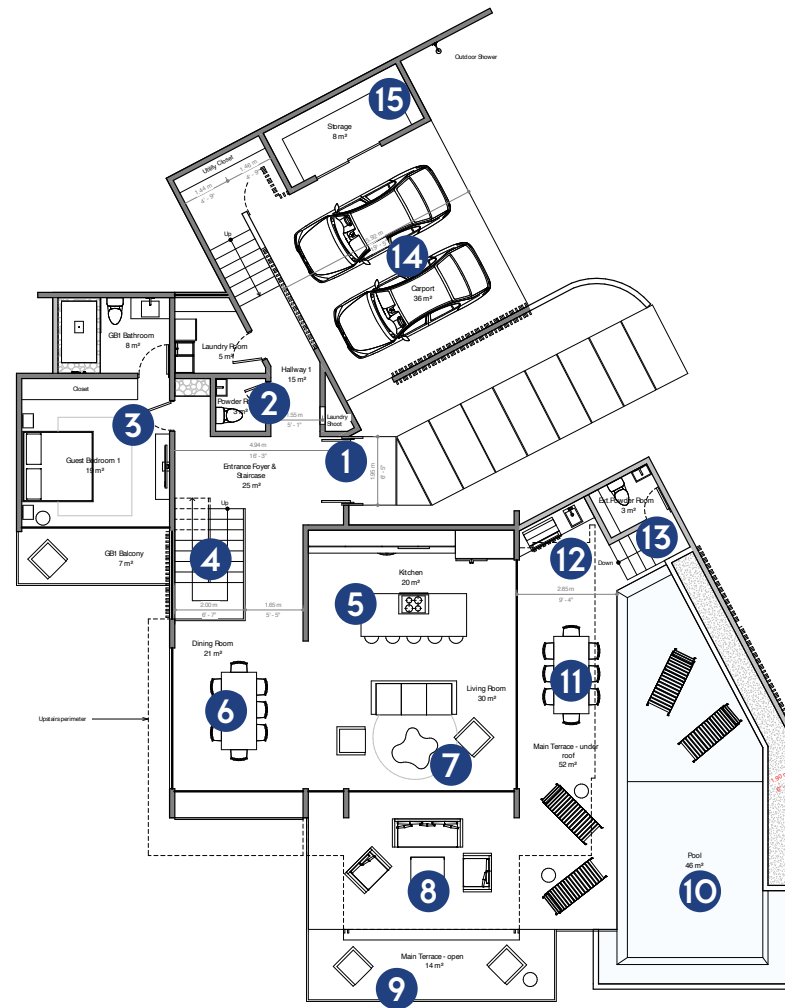 Outdoor Shower
15
Storage
8 m²
Utility Closet
1.46 m
4' - 9"
1.44 m
4' - 9"
Up
14
Carport
36 m²
GB1 Bathroom
8 m²
Laundry Room
5 m²
Hallway 1
15 m²
Closet
2
3
Laundry
Shoot
1.55 m
5' - 1"
4.94 m
16' - 3"
1
1.95 m
6' - 5"
Guest Bedroom 1
19 m²
Entrance Foyer &
Staircase
25 m²
Up
Ext.Powder Room
3 m²
13
12
Down
GB1 Balcony
7 m²
4
Kitchen
20 m²
5
2.85 m
9' - 4"
2.00 m
6' - 7"
1.65 m
5' - 5"
Dining Room
21 m²
6
Living Room
30 m²
11
Upstairs perimeter
7
Main Terrace - under
roof
52 m²
1.90 m
Pool
46 m²
10
8
Main Terrace - open
14 m²
9